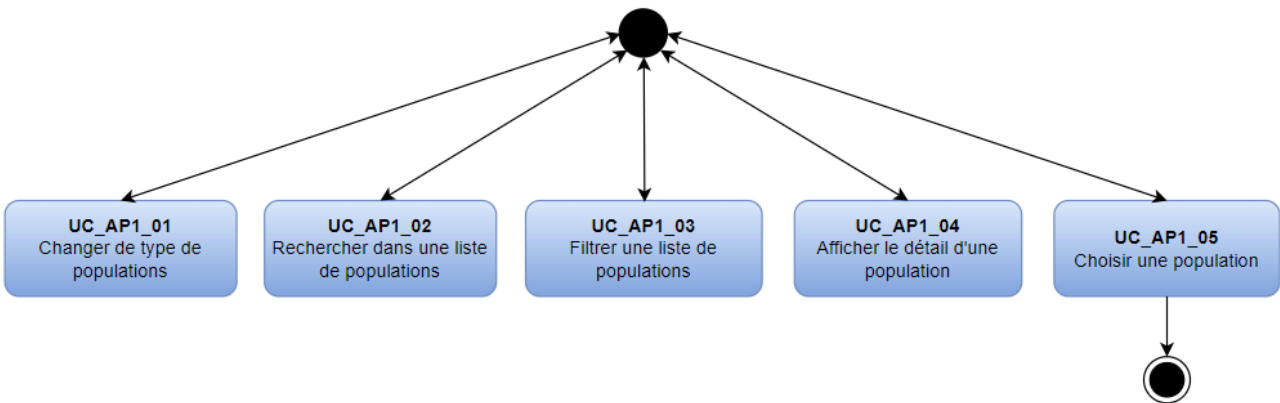 UC_AP1_01
Changer de type de
populations
UC_AP1_02
Rechercher dans une liste
de populations
UC_AP1_03
Filtrer une liste de
populations
UC_AP1_04
Afficher le détail d'une
population
UC_AP1_05
Choisir une population